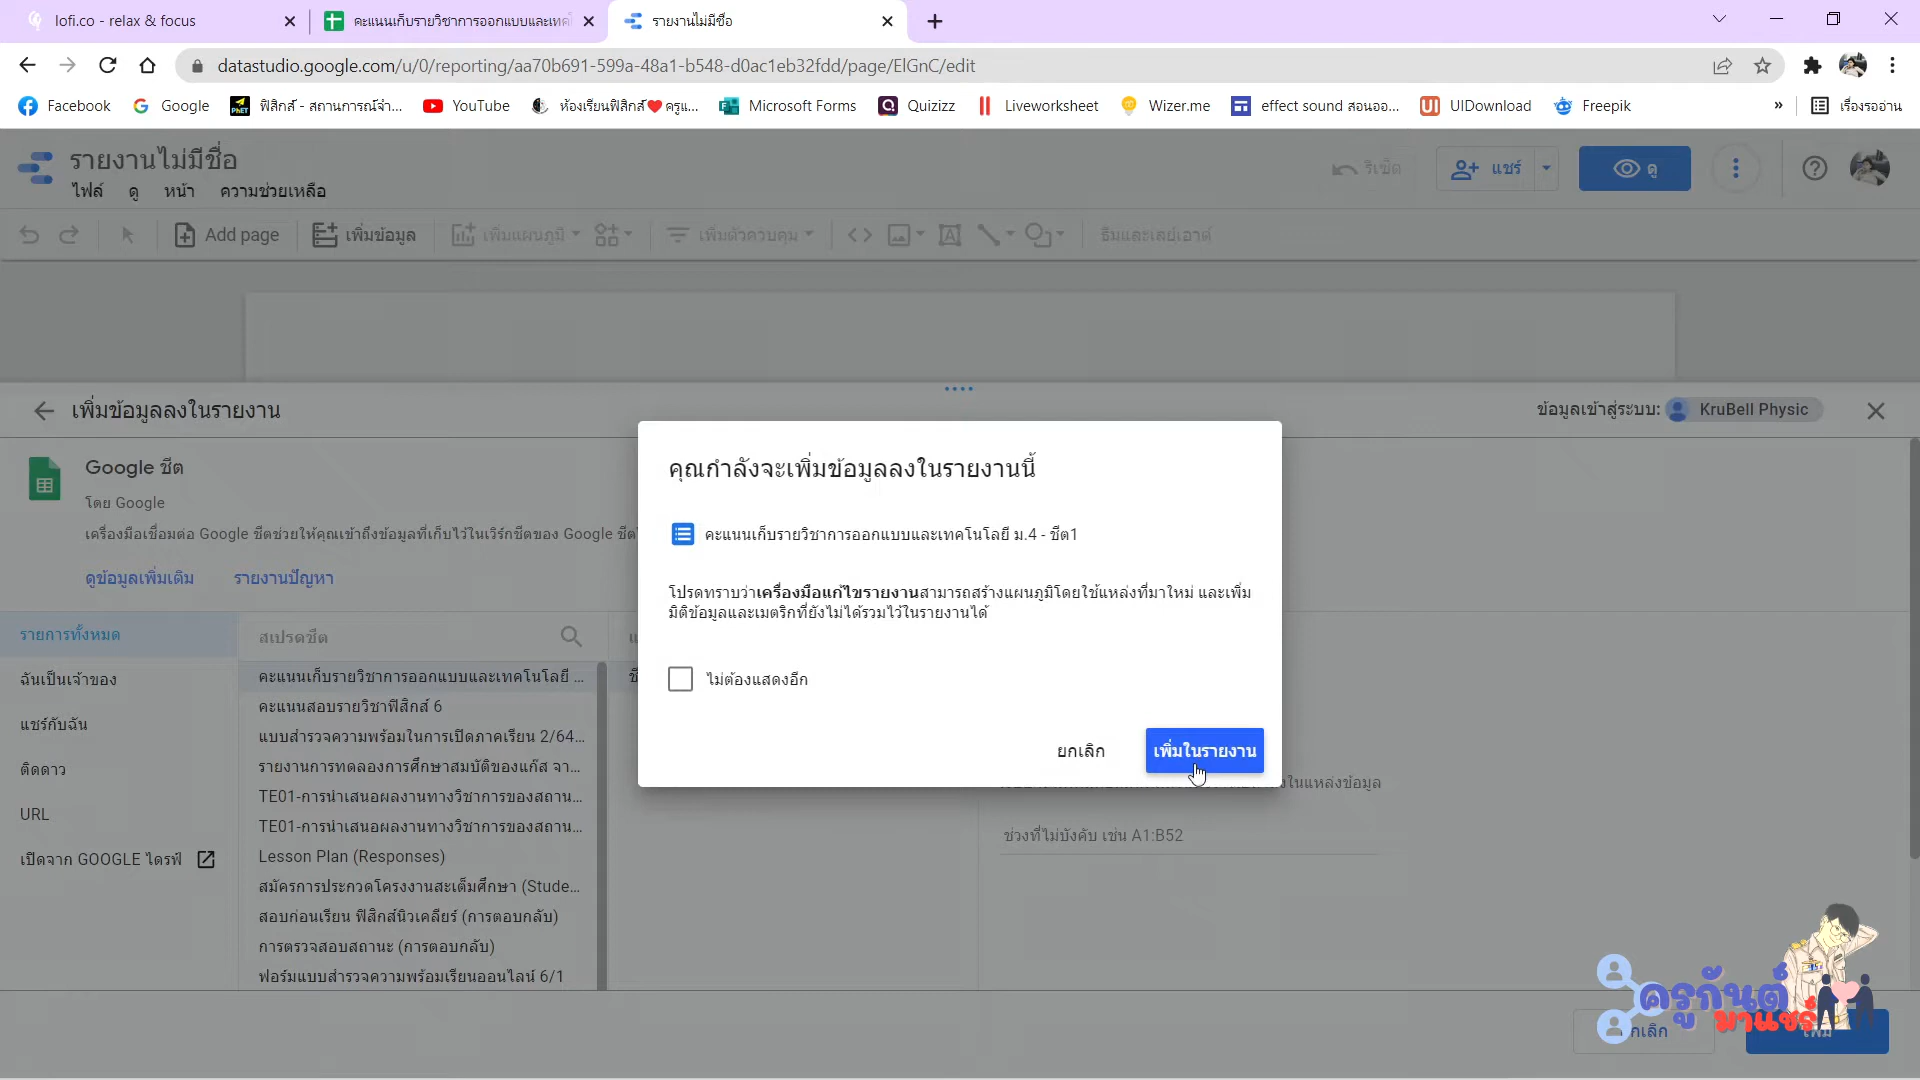 lofi.co - relax & focus
คะแนนเก็บรายวิชาการออกแบบและเทคโ
รายงานไม่มีชื่อ
datastudio.google.com/u/0/reporting/aa70b691-599a-48a1-b548-d0ac1eb32fdd/page/ElGnC/edit
Facebook
Google
ฟิสิกส์ - สถานการณ์จำ...
YouTube
ห้องเรียนฟิสิกส์❤ครู...
Microsoft Forms
Quizizz
Liveworksheet
Wizer.me
effect sound สอนออ...
UIDownload
Freepik
»
เรื่องรออ่าน
รายงานไม่มีชื่อ
ไฟล์ ดู หน้า ความช่วยเหลือ
รีเซ็ต
แชร์
ดู
Add page
เพิ่มข้อมูล
เพิ่มแผนภูมิ
เพิ่มตัวควบคุม
ธีมและเลย์เอาต์
เพิ่มข้อมูลลงในรายงาน
ข้อมูลเข้าสู่ระบบ: KruBell Physic
Google ชีต
โดย Google
เครื่องมือเชื่อมต่อ Google ชีตช่วยให้คุณเข้าถึงข้อมูลที่เก็บไว้ในเวิร์กชีตของ Google ชีต
ดูข้อมูลเพิ่มเติม รายงานปัญหา
รายการทั้งหมด
ฉันเป็นเจ้าของ
แชร์กับฉัน
ติดดาว
URL
เปิดจาก GOOGLE ไดรฟ์
สเปรดชีต
คะแนนเก็บรายวิชาการออกแบบและเทคโนโลยี ...
คะแนนสอบรายวิชาฟิสิกส์ 6
แบบสำรวจความพร้อมในการเปิดภาคเรียน 2/64...
รายงานการทดลองการศึกษาสมบัติของแก๊ส จา...
TE01-การนำเสนอผลงานทางวิชาการของสถาน...
TE01-การนำเสนอผลงานทางวิชาการของสถาน...
Lesson Plan (Responses)
สมัครการประกวดโครงงานสะเต็มศึกษา (Stude...
สอบก่อนเรียน ฟิสิกส์นิวเคลียร์ (การตอบกลับ)
การตรวจสอบสถานะ (การตอบกลับ)
ฟอร์มแบบสำรวจความพร้อมเรียนออนไลน์ 6/1
คุณกำลังจะเพิ่มข้อมูลลงในรายงานนี้
คะแนนเก็บรายวิชาการออกแบบและเทคโนโลยี ม.4 - ชีต1
โปรดทราบว่าเครื่องมือแก้ไขรายงานสามารถสร้างแผนภูมิโดยใช้แหล่งที่มาใหม่ และเพิ่ม
มิติข้อมูลและเมตริกที่ยังไม่ได้รวมไว้ในรายงานได้
ไม่ต้องแสดงอีก
ยกเลิก
เพิ่มในรายงาน
ในแหล่งข้อมูล
ช่วงที่ไม่บังคับ เช่น A1:B52
ครูกันต์
มาแชร์